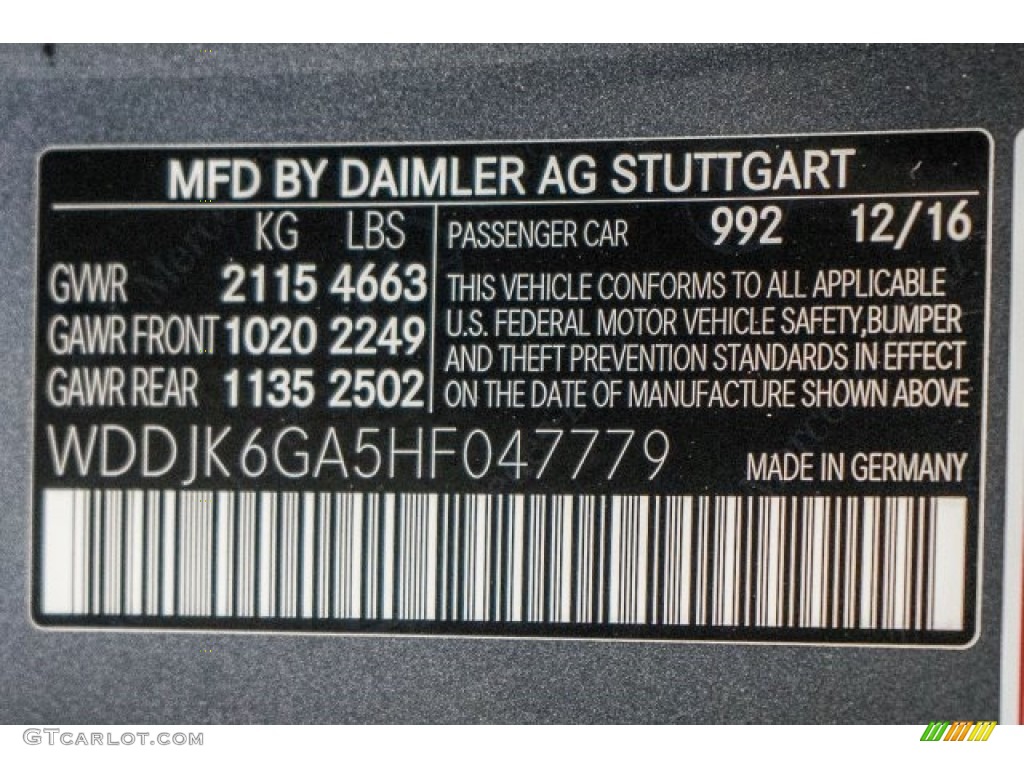 MFD BY DAIMLER AG STUTTGART
KG LBS
GVWR 2115 4663
GAWR FRONT 1020 2249
GAWR REAR 1135 2502
PASSENGER CAR 992 12/16
THIS VEHICLE CONFORMS TO ALL APPLICABLE
U.S. FEDERAL MOTOR VEHICLE SAFETY,BUMPER
AND THEFT PREVENTION STANDARDS IN EFFECT
ON THE DATE OF MANUFACTURE SHOWN ABOVE
WDDJK6GA5HF047779
MADE IN GERMANY
GTcarlot.com